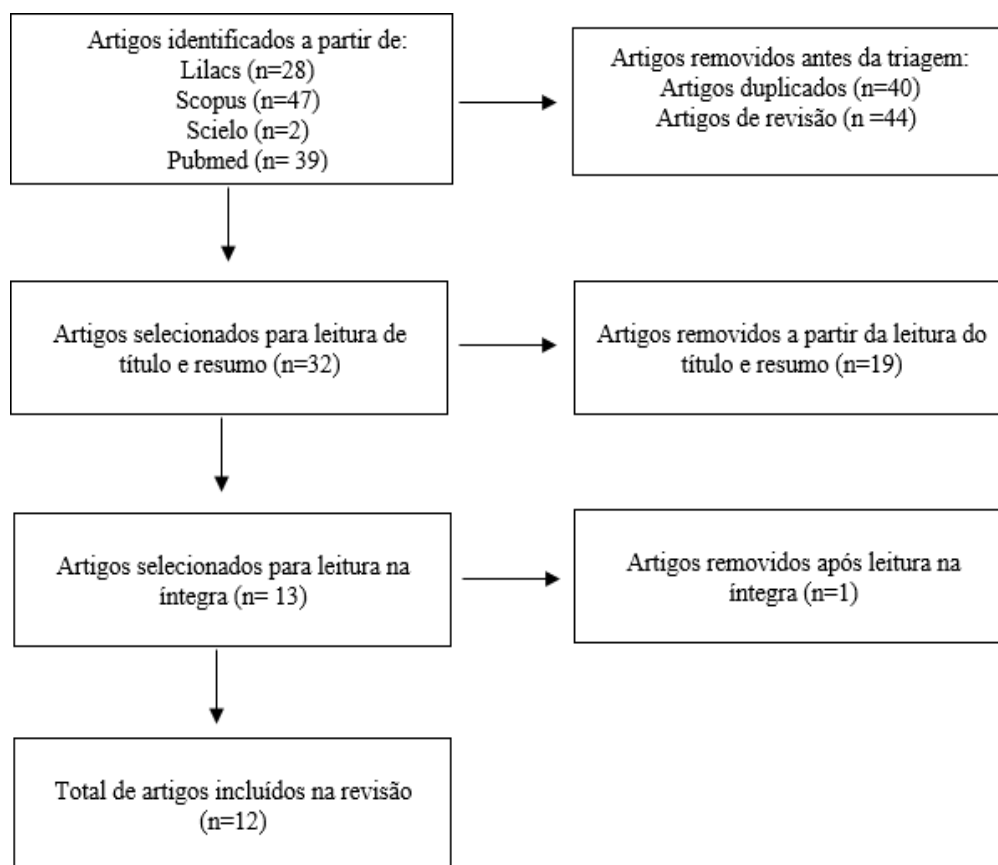 Artigos identificados a partir de:
Lilacs (n=28)
Scopus (n=47)
Scielo (n=2)
Pubmed (n= 39)
Artigos removidos antes da triagem:
Artigos duplicados (n=40)
Artigos de revisão (n =44)
Artigos selecionados para leitura de
título e resumo (n=32)
Artigos removidos a partir da leitura do
título e resumo (n=19)
Artigos selecionados para leitura na
íntegra (n= 13)
Artigos removidos após leitura na
íntegra (n=1)
Total de artigos incluídos na revisão
(n=12)